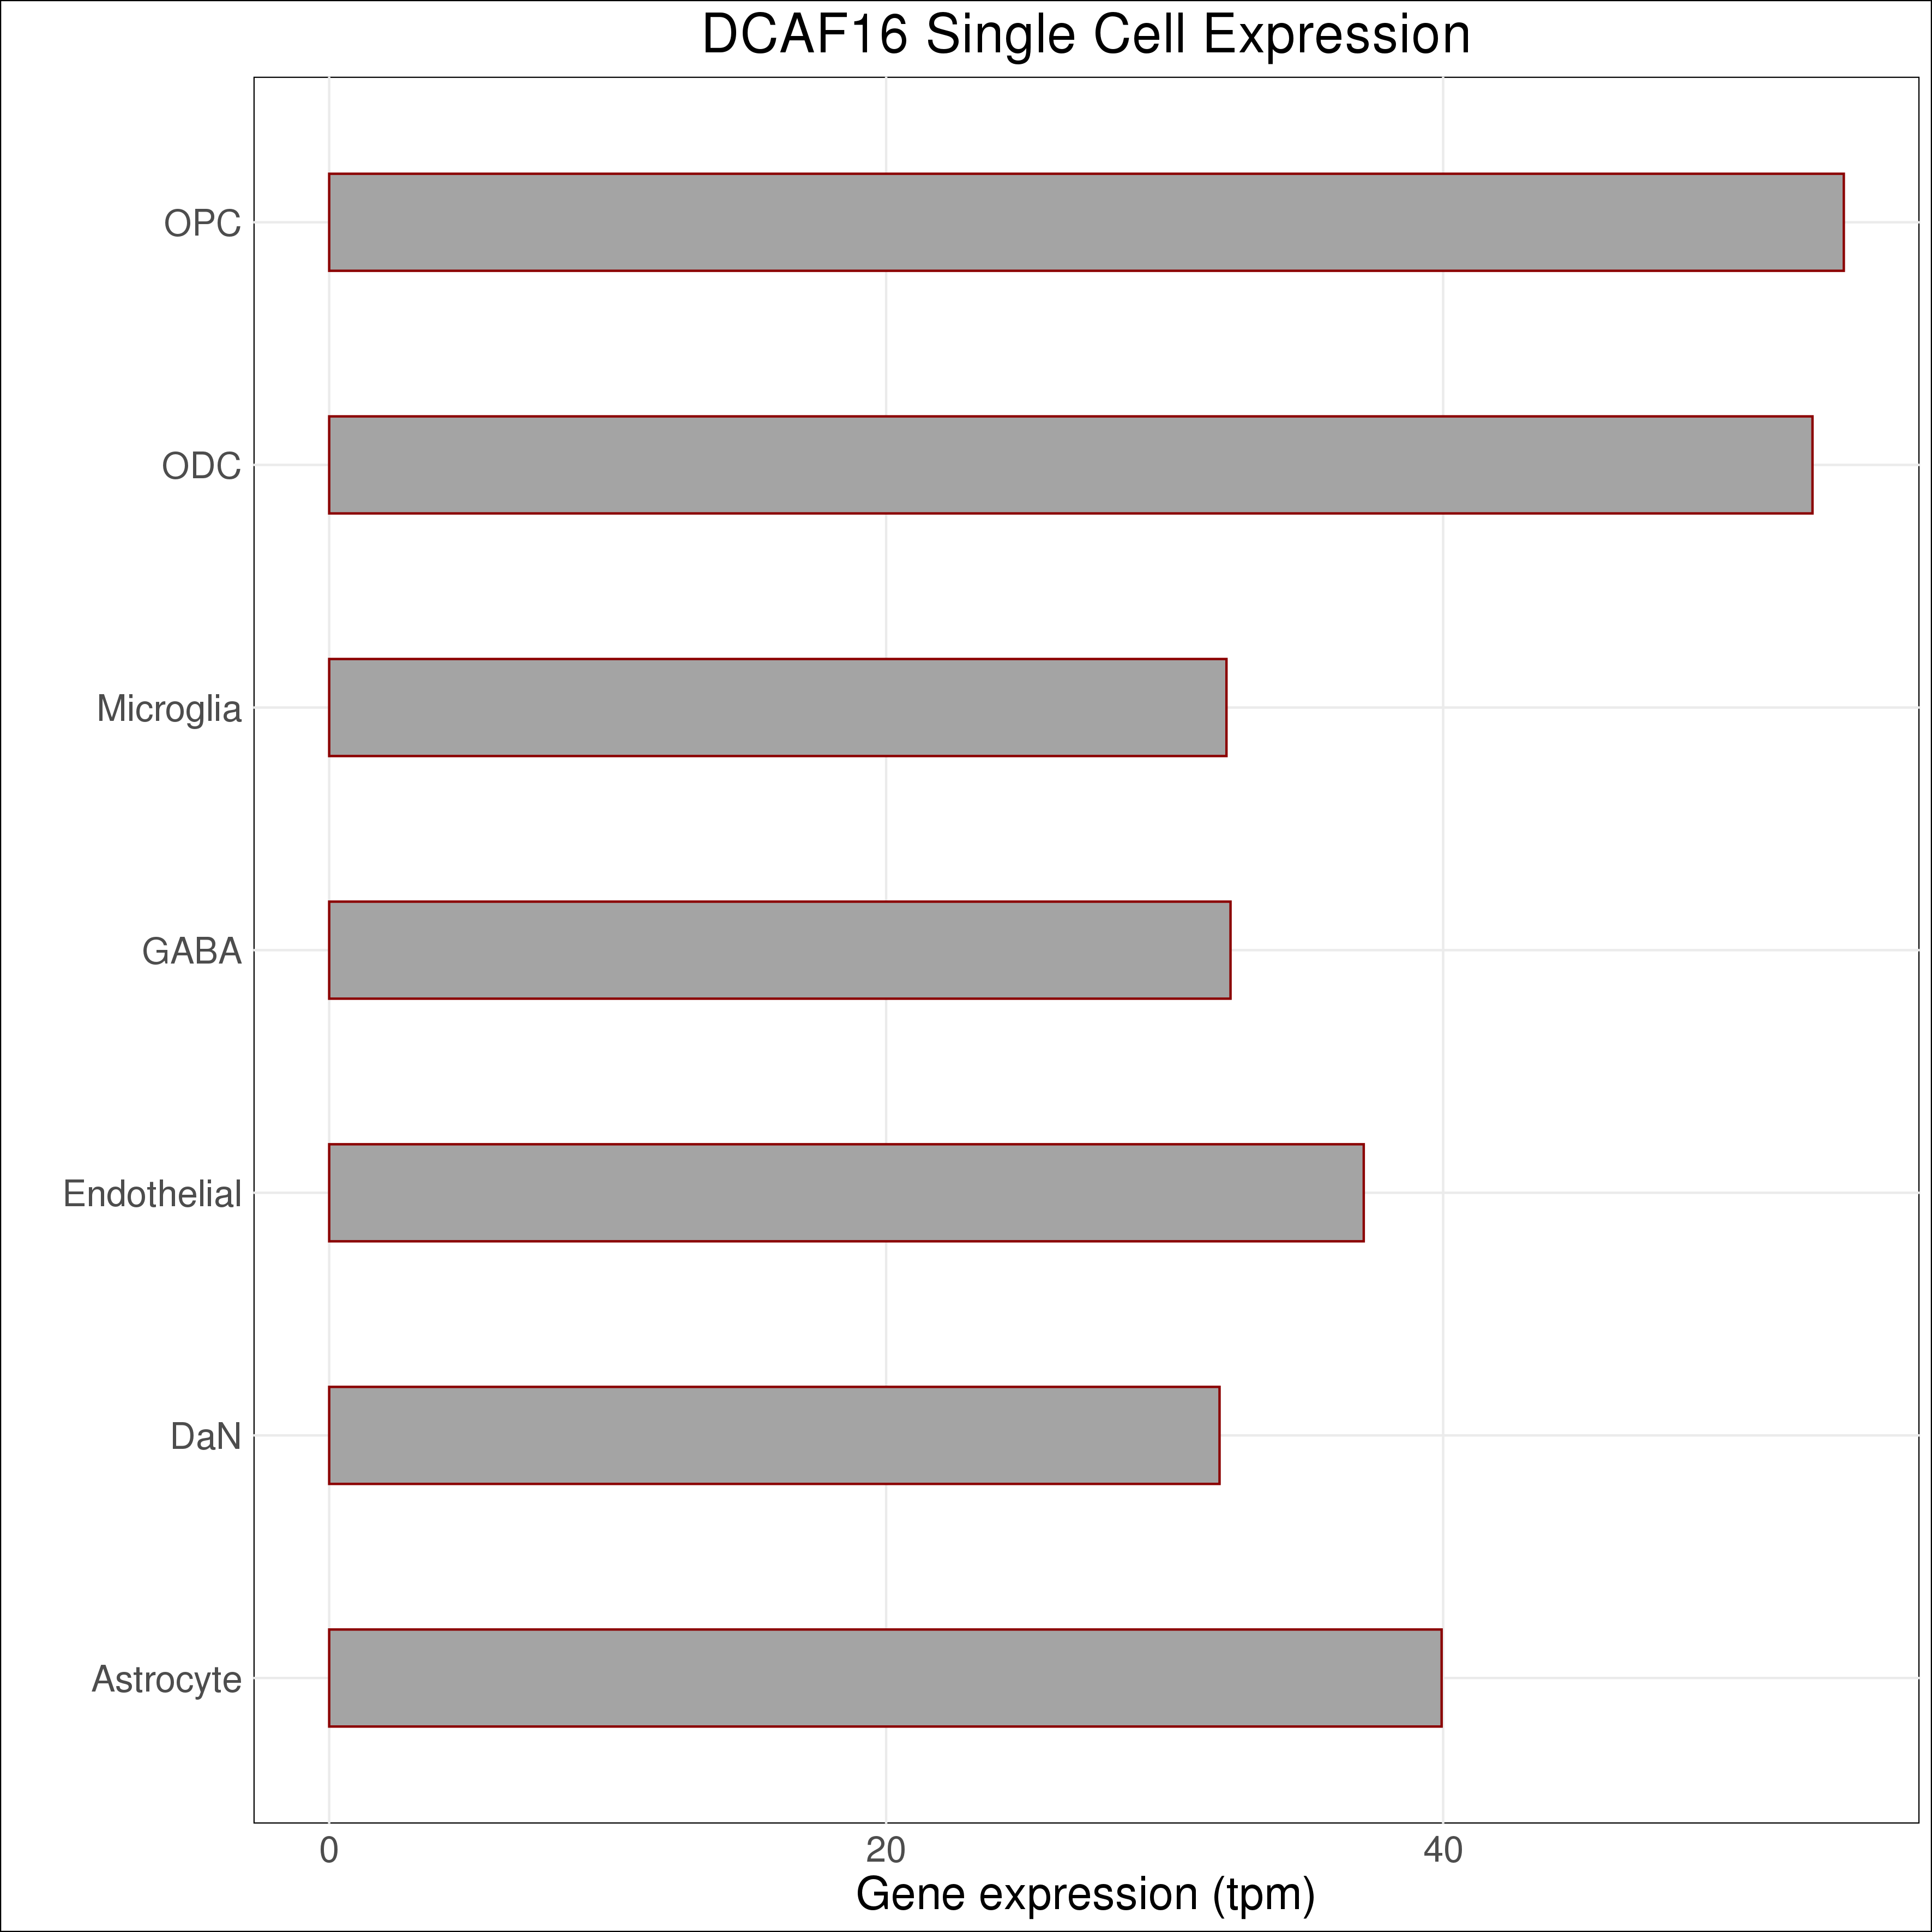 DCAF16 Single Cell Expression
OPC
ODC
Microglia
GABA
Endothelial
DaN
Astrocyte
0 20 40
Gene expression (tpm)